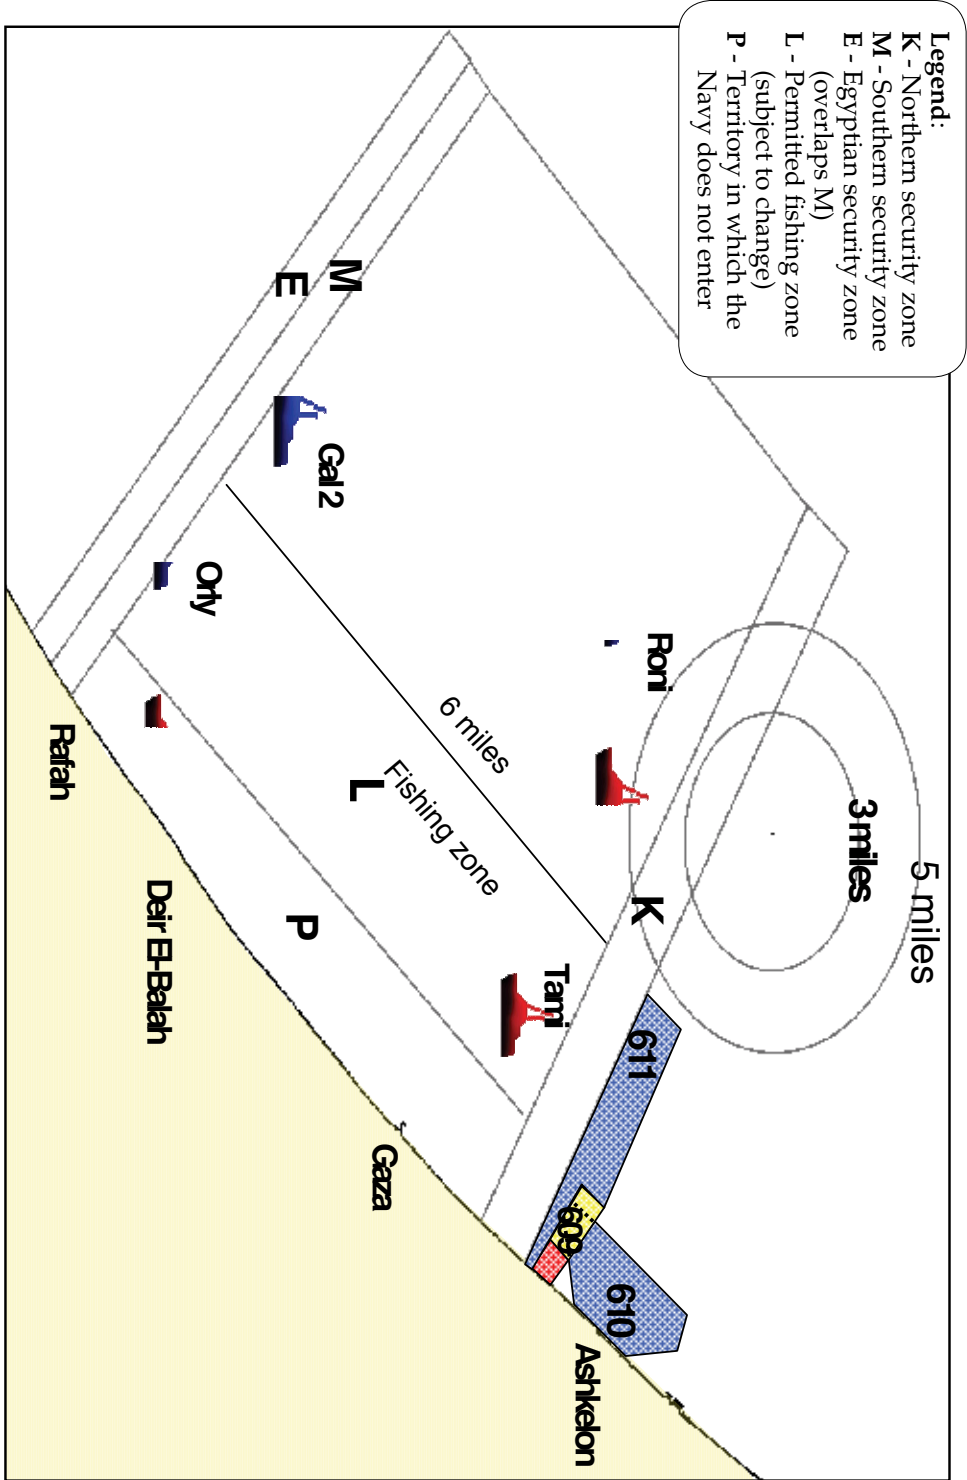 Legend:
K - Northern security zone
M - Southern security zone
E - Egyptian security zone
(overlaps M)
L - Permitted fishing zone
(subject to change)
P - Territory in which the
Navy does not enter
5 miles
3 miles
Roni
K
611
609
610
Ashkelon
M
E
Gal 2
Orly
6 miles
Fishing zone
L
Tami
P
Rafah
Deir El-Balah
Gaza